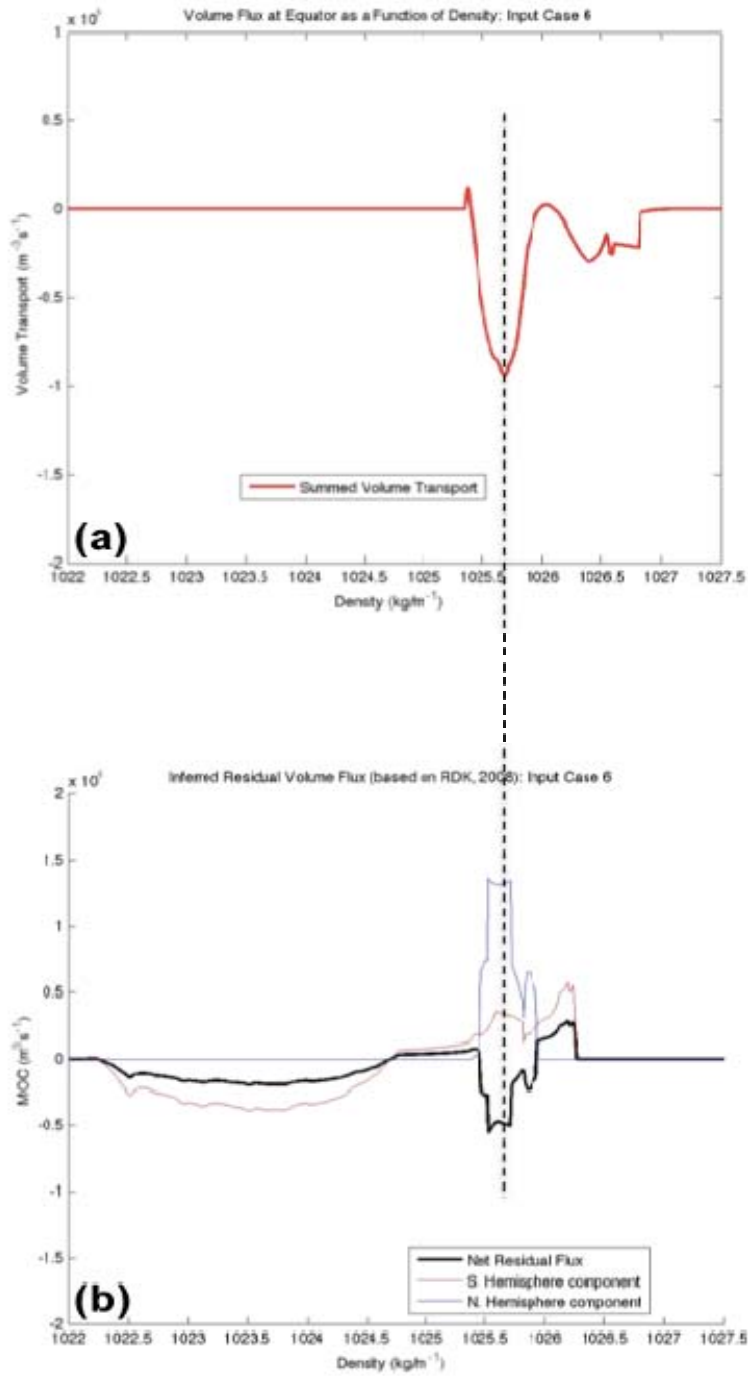 Volume Flux at Equator as a Function of Density: Input Case 6
1
0.5
0
-0.5
-1
-1.5
-2
Volume Transport (m⁻³s⁻¹)
Summed Volume Transport
(a)
1022 1022.5 1023 1023.5 1024 1024.5 1025 1025.5 1026 1026.5 1027 1027.5
Densty (kg/m⁻¹)
Inferred Residual Volume Flux (based on RDK, 2008): Input Case 6
2
1.5
1
0.5
0
-0.5
-1
-1.5
-2
MOC (m³s⁻¹)
Net Residual Flux
S. Hemisphere component
N. Hemisphere component
(b)
1022 1022.5 1023 1023.5 1024 1024.5 1025 1025.5 1026 1026.5 1027 1027.5
Density (kg/m⁻¹)